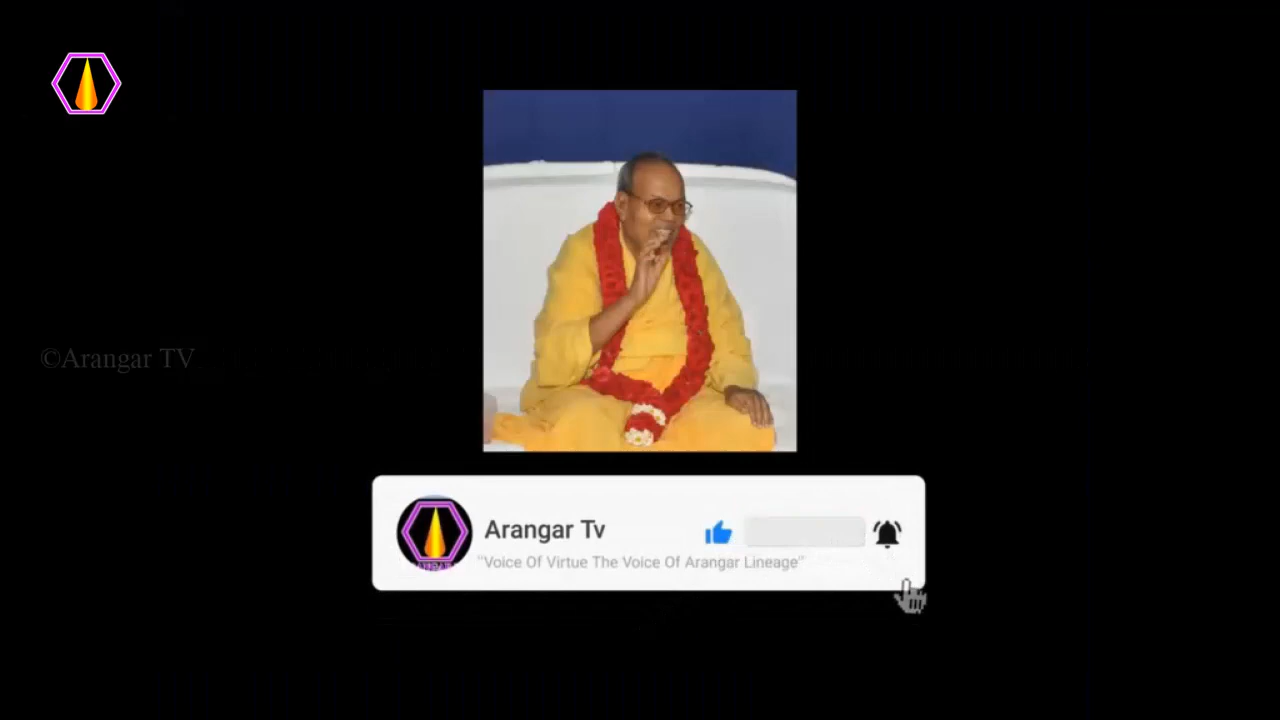 ©Arangar TV
Arangar Tv
"Voice Of Virtue The Voice Of Arangar Lineage"